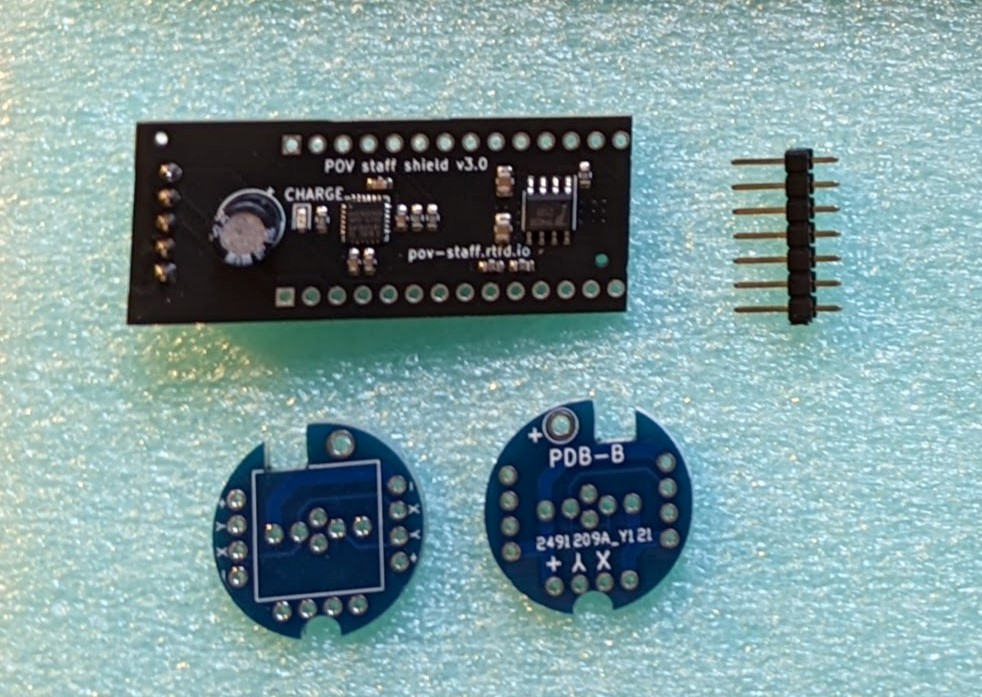 POV staff shield v3.0
+
CHARGE
pov-staff.rtfd.io
+
Y
X
-
-
X
Y
+
+
PDB-B
2491209A_Y121
+ Y X